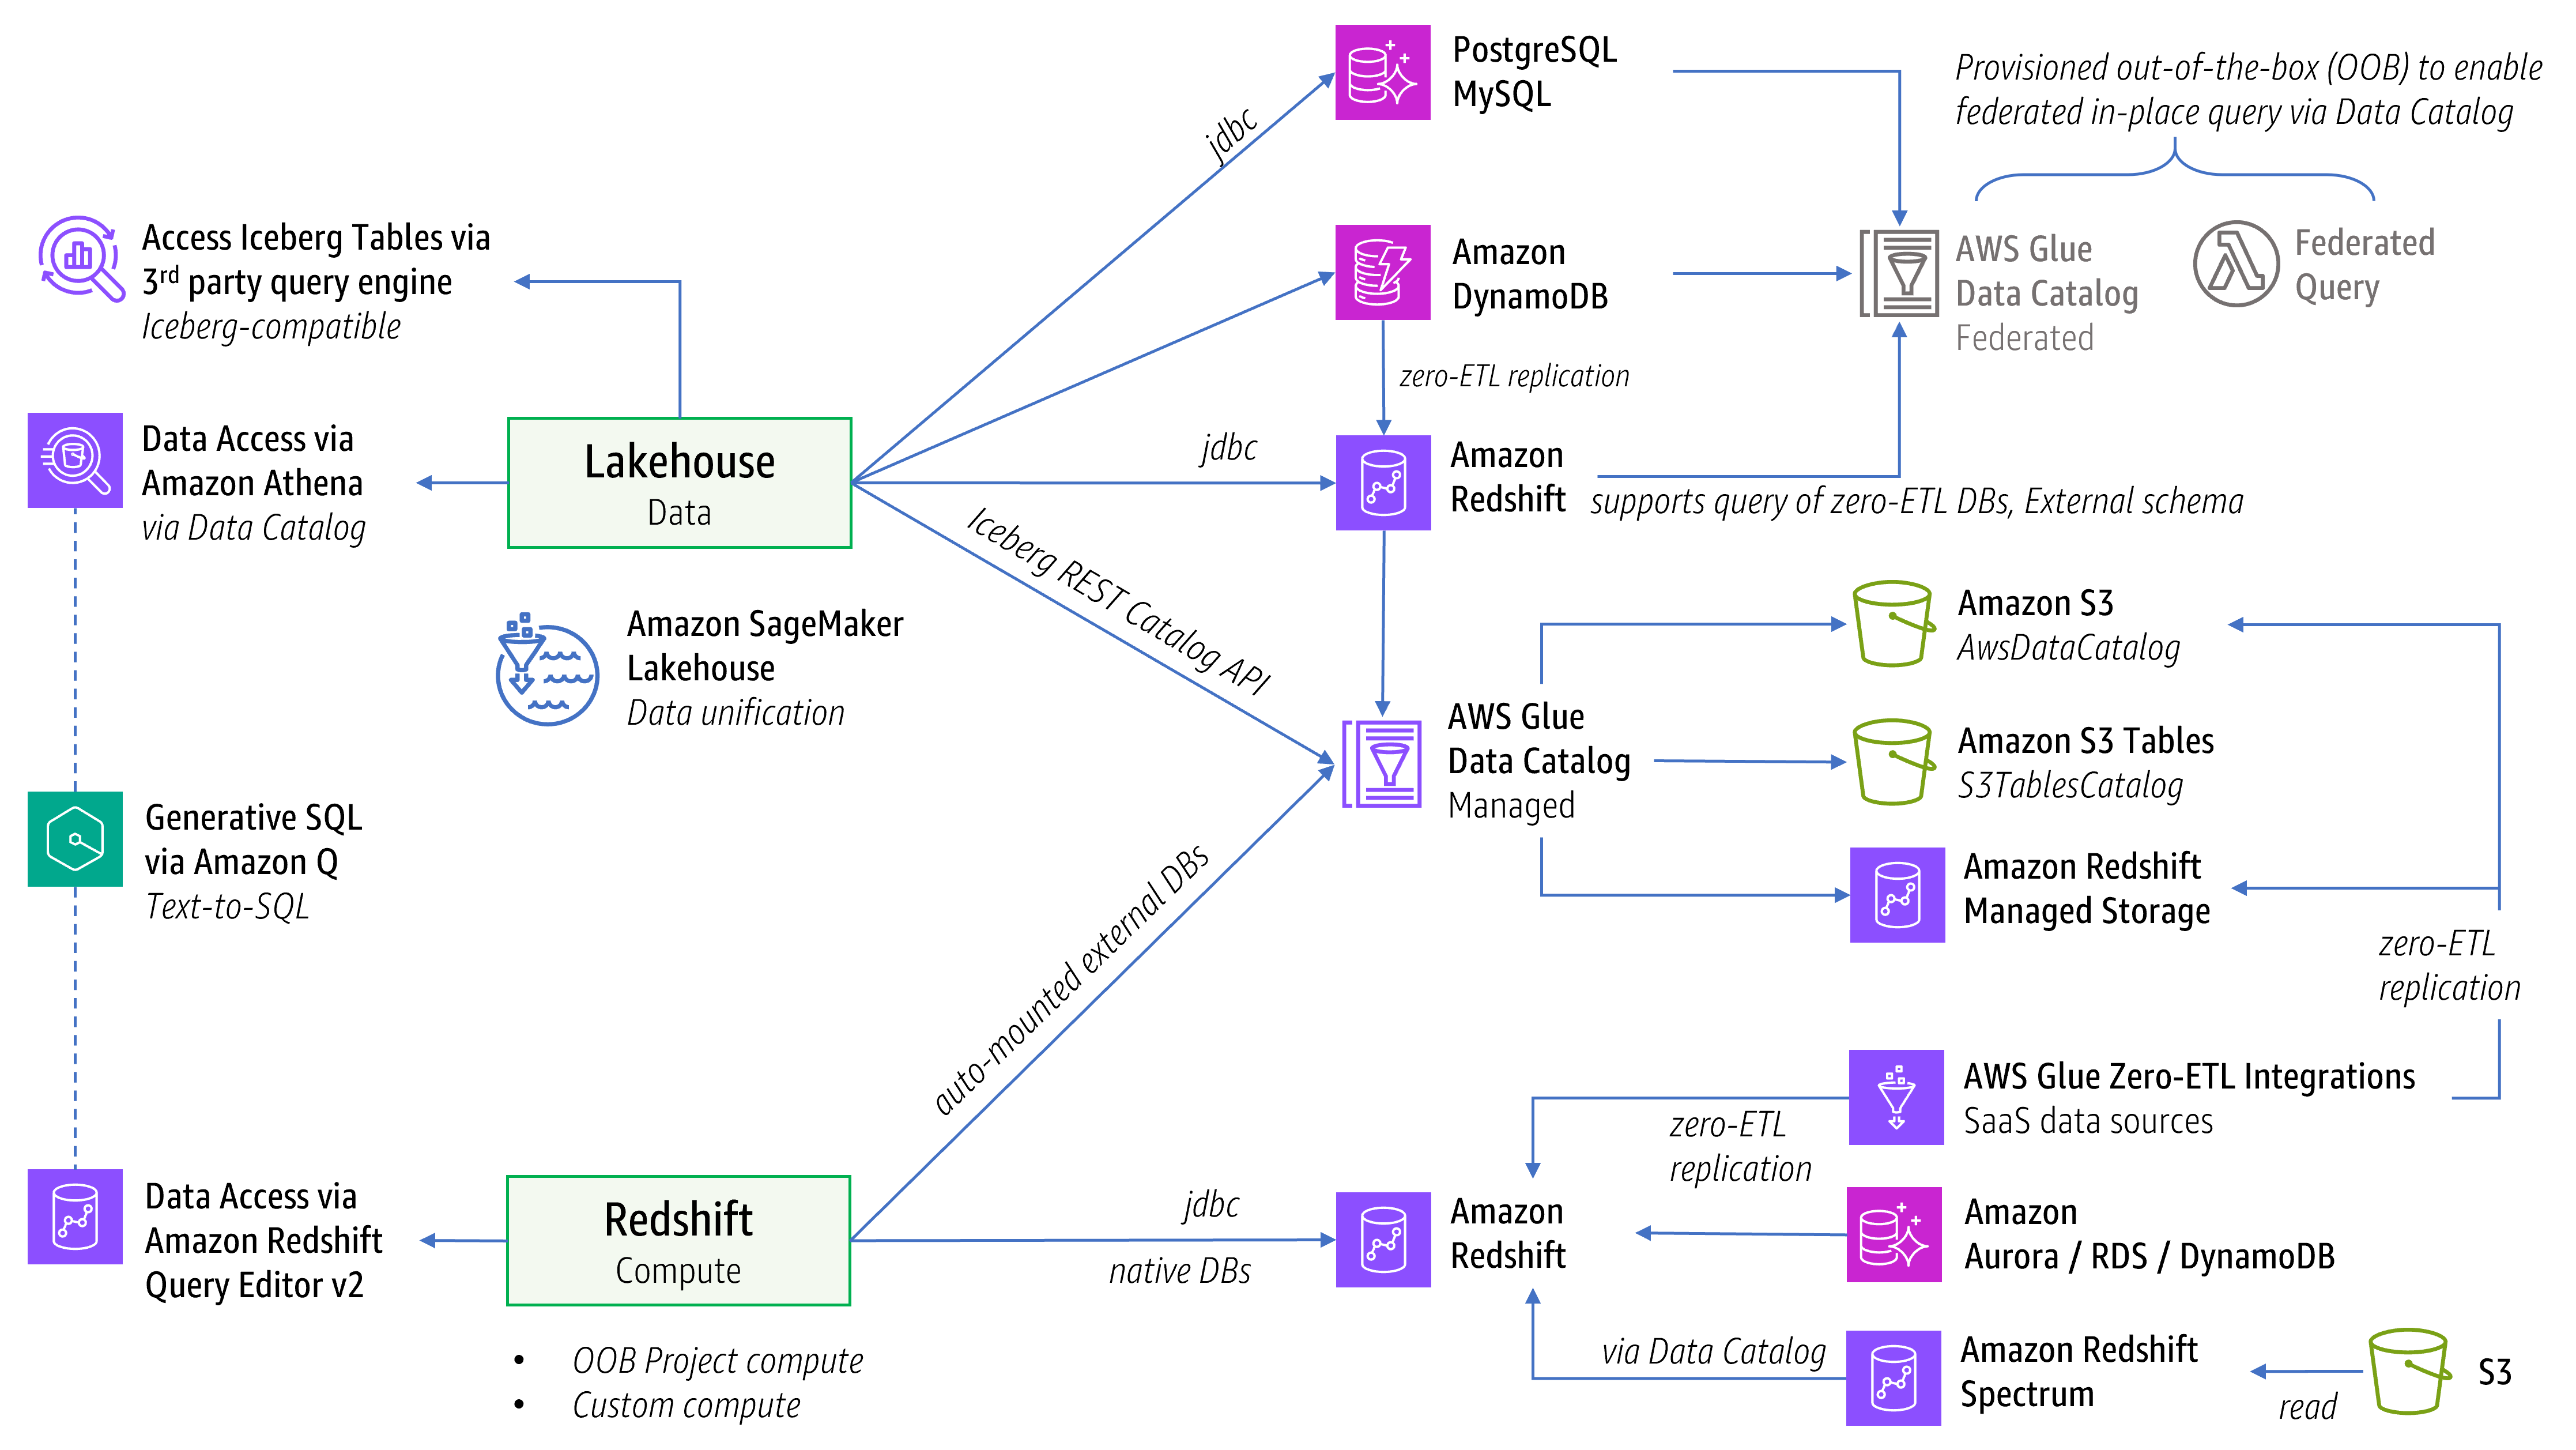 PostgreSQL
MySQL
Provisioned out-of-the-box (OOB) to enable
federated in-place query via Data Catalog
jdbc
Access Iceberg Tables via
3rd party query engine
Iceberg-compatible
Amazon
DynamoDB
AWS Glue
Data Catalog
Federated
Federated
Query
zero-ETL replication
Data Access via
Amazon Athena
via Data Catalog
Lakehouse
Data
jdbc
Amazon
Redshift
supports query of zero-ETL DBs, External schema
Iceberg REST Catalog API
Amazon SageMaker
Lakehouse
Data unification
Amazon S3
AwsDataCatalog
AWS Glue
Data Catalog
Managed
Amazon S3 Tables
S3TablesCatalog
Generative SQL
via Amazon Q
Text-to-SQL
Amazon Redshift
Managed Storage
zero-ETL
replication
auto-mounted external DBs
AWS Glue Zero-ETL Integrations
SaaS data sources
zero-ETL
replication
Data Access via
Amazon Redshift
Query Editor v2
Redshift
Compute
jdbc
native DBs
Amazon
Redshift
Amazon
Aurora / RDS / DynamoDB
• OOB Project compute
• Custom compute
via Data Catalog
Amazon Redshift
Spectrum
read
S3